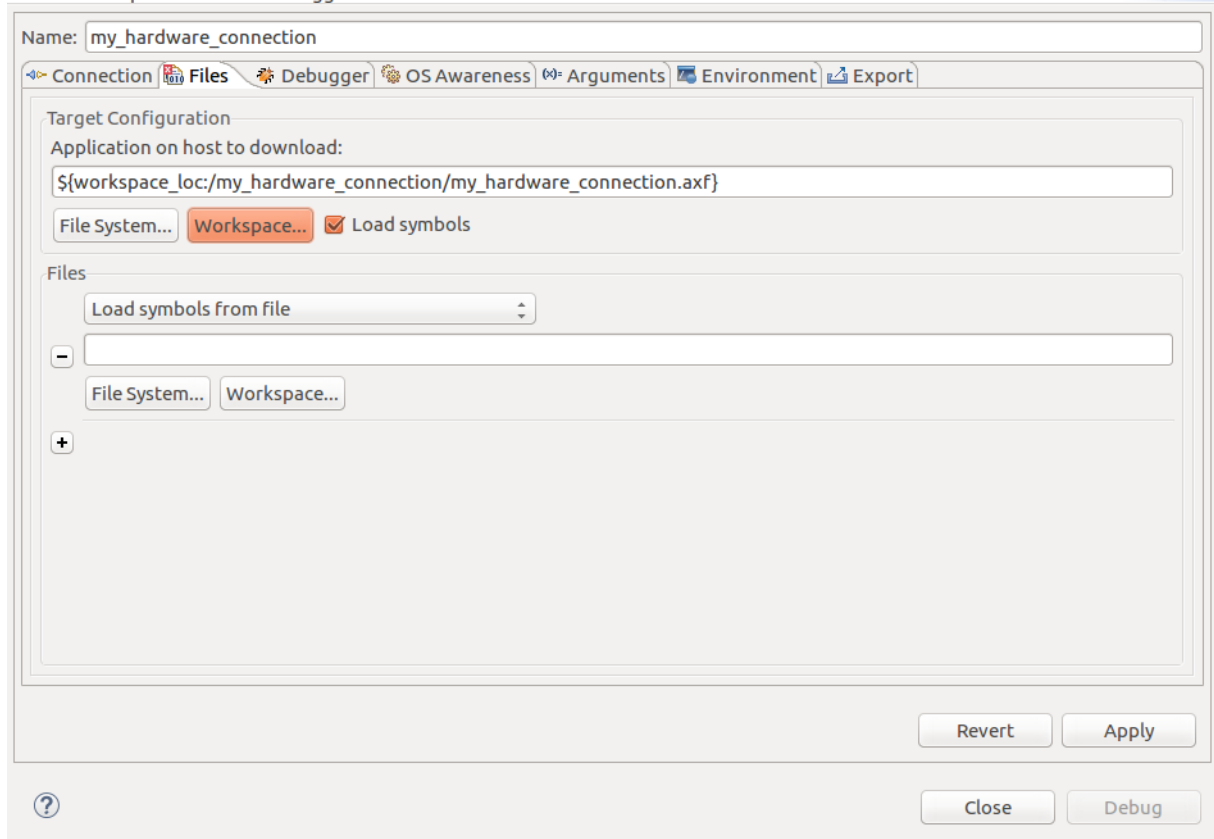 Name: my_hardware_connection
Connection Files Debugger OS Awareness Arguments Environment Export
Target Configuration
Application on host to download:
${workspace_loc:/my_hardware_connection/my_hardware_connection.axf}
File System... Workspace... Load symbols
Files
Load symbols from file
File System... Workspace...
Revert Apply
Close Debug